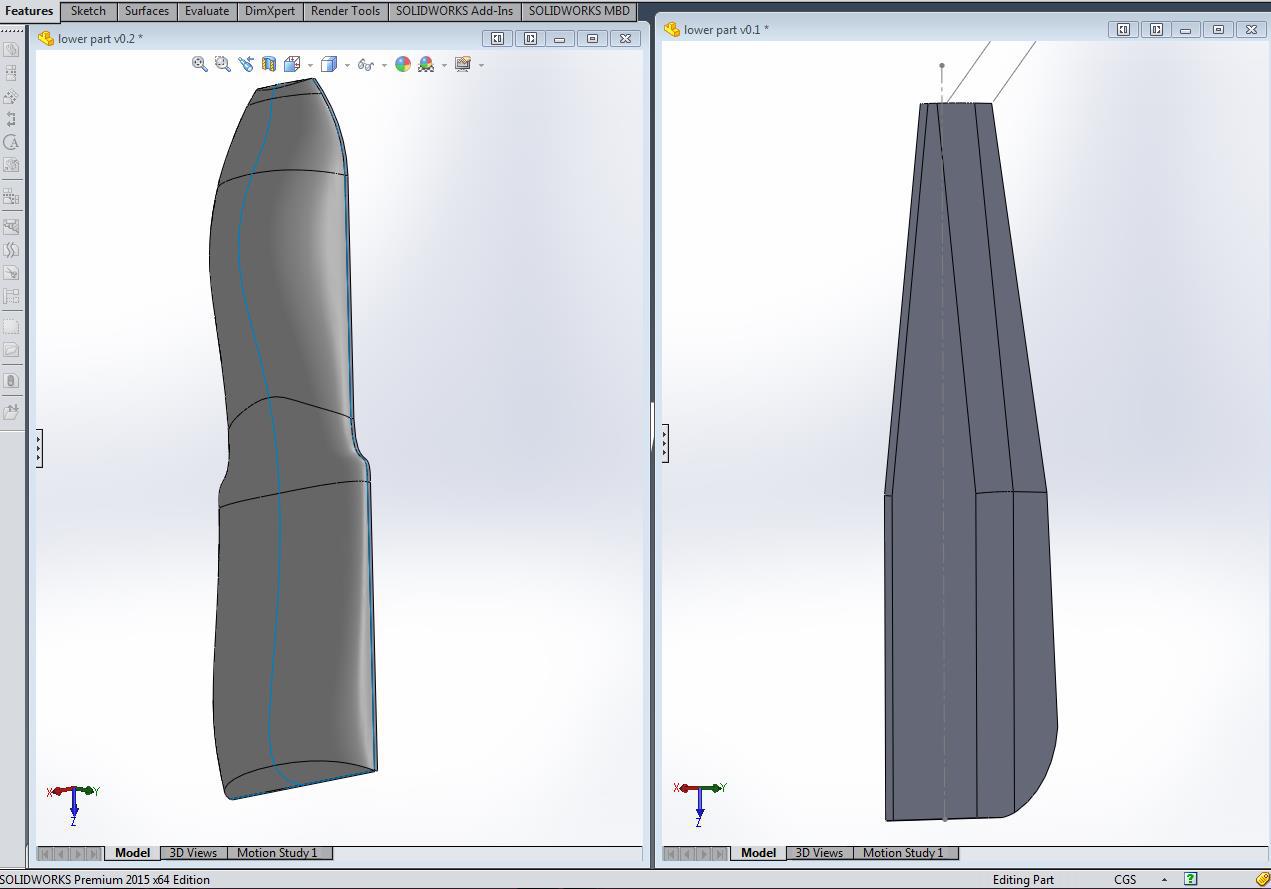 Features Sketch Surfaces Evaluate DimXpert Render Tools SOLIDWORKS Add-Ins SOLIDWORKS MBD
lower part v0.2 *
lower part v0.1 *
X Y
Z
X Y
Z
Model 3D Views Motion Study 1
Model 3D Views Motion Study 1
SOLIDWORKS Premium 2015 x64 Edition Editing Part CGS ?